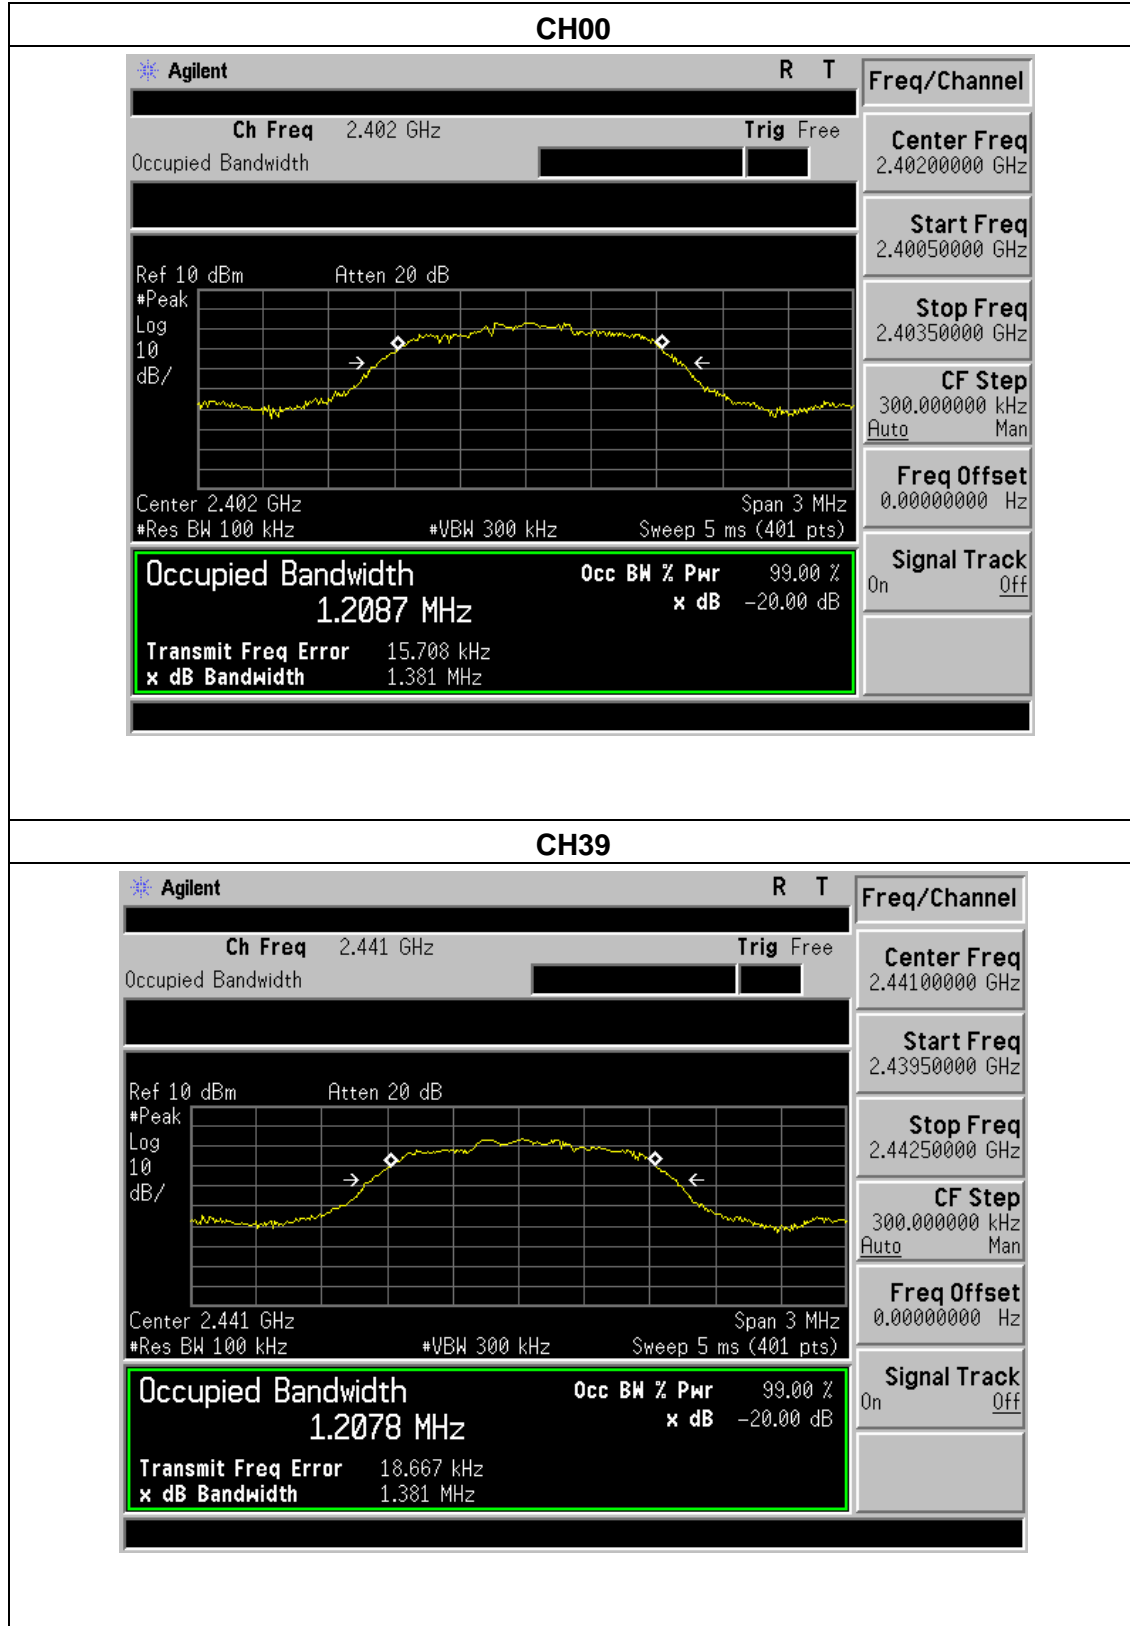 CH00
Agilent R T
Freq/Channel
Ch Freq 2.402 GHz Trig Free
Occupied Bandwidth
Center Freq
2.40200000 GHz
Start Freq
2.40050000 GHz
Stop Freq
2.40350000 GHz
CF Step
300.000000 kHz
Auto Man
Freq Offset
0.00000000 Hz
Signal Track
On Off
Ref 10 dBm Atten 20 dB
#Peak
Log
10
dB/
Center 2.402 GHz Span 3 MHz
#Res BW 100 kHz #VBW 300 kHz Sweep 5 ms (401 pts)
Occupied Bandwidth Occ BW % Pwr 99.00 %
1.2087 MHz x dB -20.00 dB
Transmit Freq Error 15.708 kHz
x dB Bandwidth 1.381 MHz
CH39
Agilent R T
Freq/Channel
Ch Freq 2.441 GHz Trig Free
Occupied Bandwidth
Center Freq
2.44100000 GHz
Start Freq
2.43950000 GHz
Stop Freq
2.44250000 GHz
CF Step
300.000000 kHz
Auto Man
Freq Offset
0.00000000 Hz
Signal Track
On Off
Ref 10 dBm Atten 20 dB
#Peak
Log
10
dB/
Center 2.441 GHz Span 3 MHz
#Res BW 100 kHz #VBW 300 kHz Sweep 5 ms (401 pts)
Occupied Bandwidth Occ BW % Pwr 99.00 %
1.2078 MHz x dB -20.00 dB
Transmit Freq Error 18.667 kHz
x dB Bandwidth 1.381 MHz